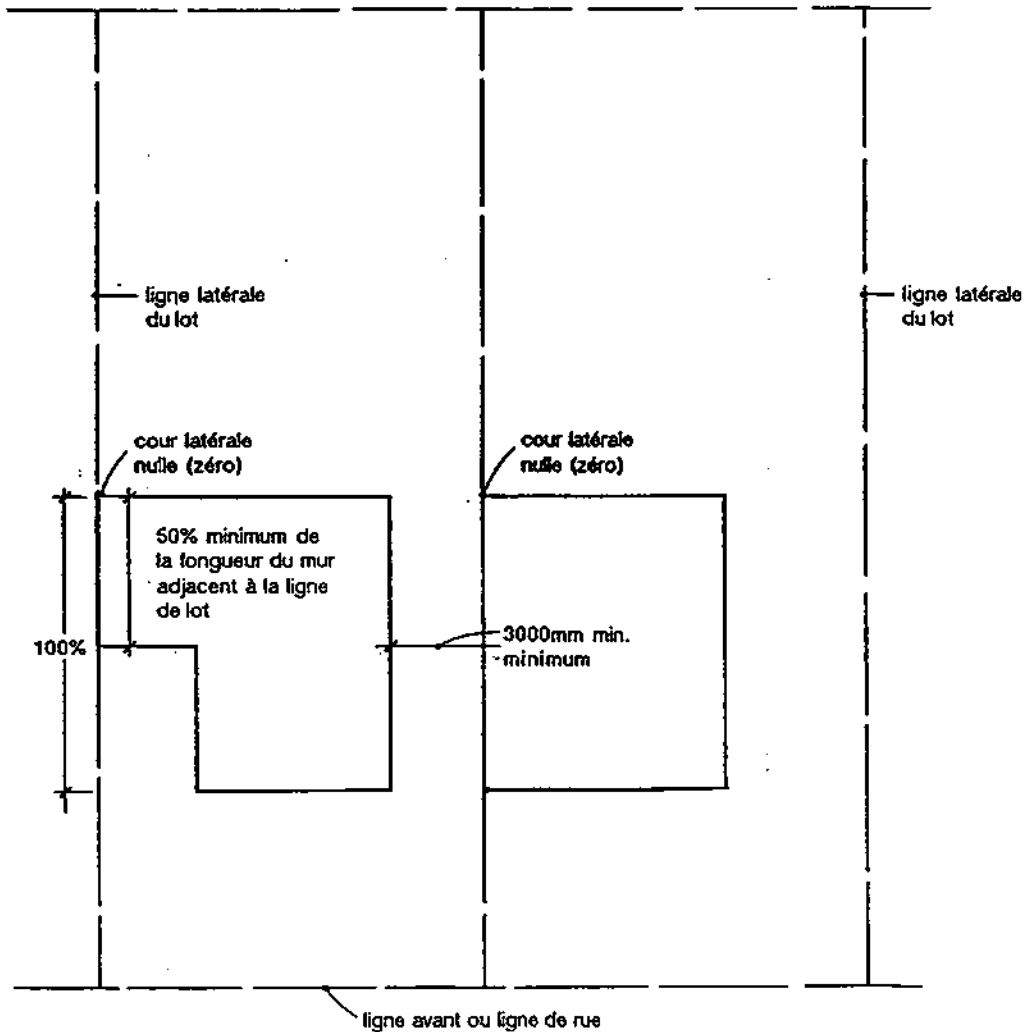 ligne latérale
du lot
ligne latérale
du lot
cour latérale
nulle (zéro)
cour latérale
nulle (zéro)
50% minimum de
la longueur du mur
adjacent à la ligne
de lot
100%
3000mm min.
minimum
ligne avant ou ligne de rue